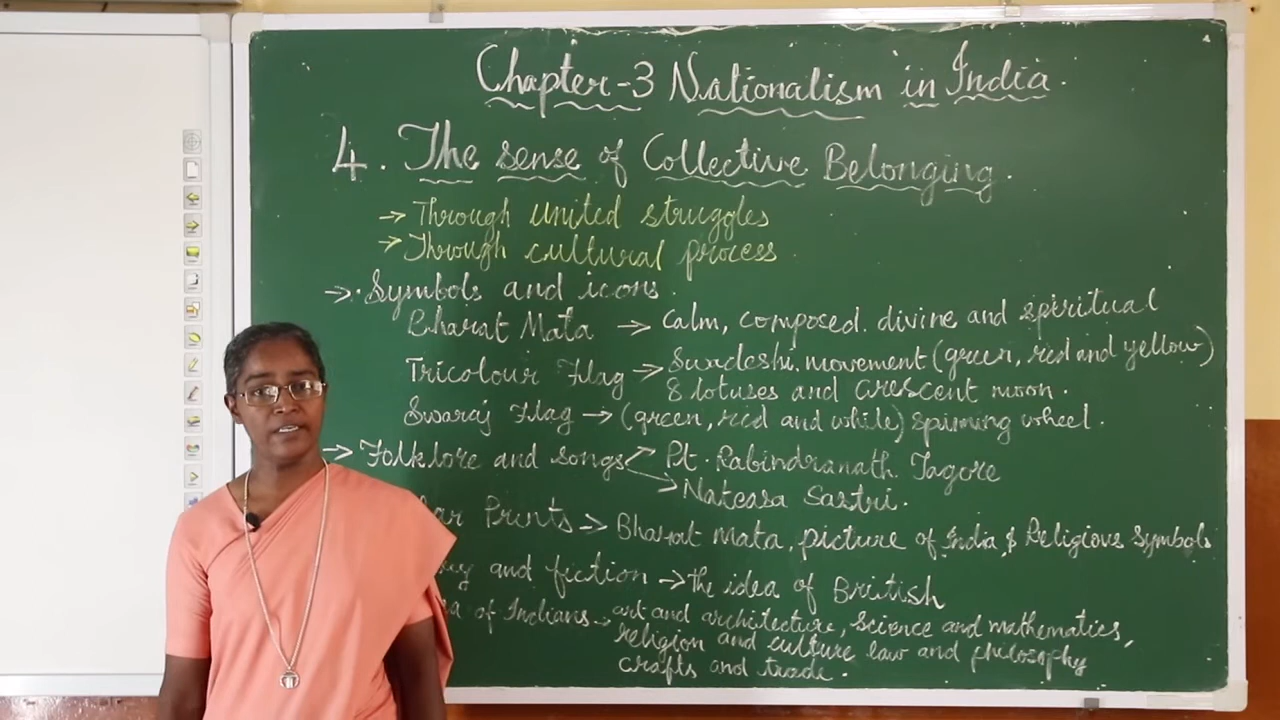 Chapter-3 Nationalism in India.
4. The sense of Collective Belonging.
→ Through united struggles
→ Through cultural process
→ · Symbols and icons.
Bharat Mata → Calm, composed. divine and spiritual
Tricolour Flag → Swadeshi movement (green, red and yellow)
8 lotuses and crescent moon.
Swaraj Flag → (green, red and white) spinning wheel.
→ Folklore and songs < Pt. Rabindranath. Tagore
→ Nateasa Sastri.
Prints → Bharat Mata, picture of India, & Religious Symbols
and fiction → the idea of British
of Indians → art and architecture, Science and mathematics,
religion and culture law and philosophy
crafts and trade.